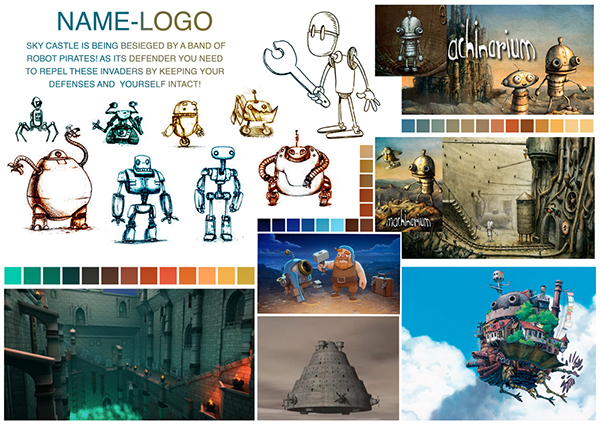 NAME-LOGO
SKY CASTLE IS BEING BESIEGED BY A BAND OF
ROBOT PIRATES! AS ITS DEFENDER YOU NEED
TO REPEL THESE INVADERS BY KEEPING YOUR
DEFENSES AND YOURSELF INTACT!
achinarium
machinarium